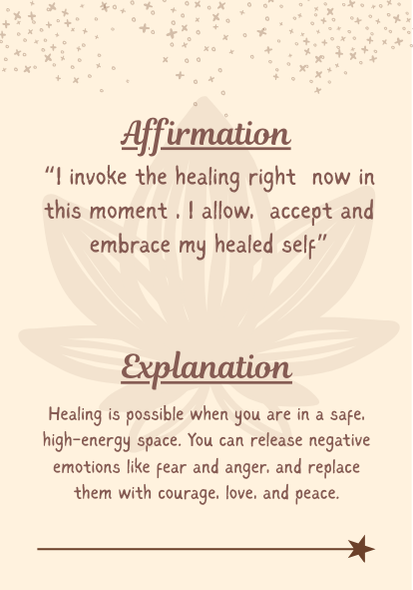 Affirmation
“I invoke the healing right now in
this moment . I allow, accept and
embrace my healed self”
Explanation
Healing is possible when you are in a safe,
high-energy space. You can release negative
emotions like fear and anger, and replace
them with courage, love, and peace.